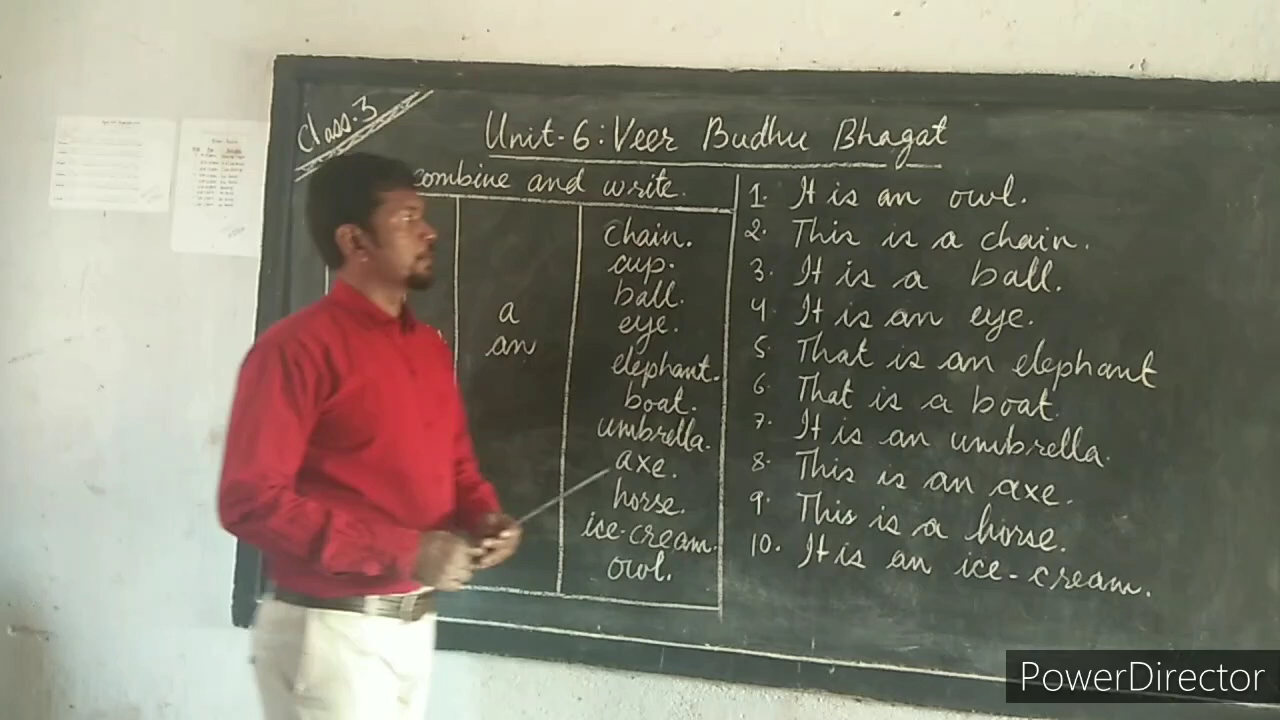 Class-3
Unit-6: Veer Budhu Bhagat
combine and write.
a
an
chain.
cup.
ball.
eye.
elephant.
boat.
umbrella.
axe.
horse.
ice-cream.
owl.
1. It is an owl.
2. This is a chain.
3. It is a ball.
4. It is an eye.
5. That is an elephant
6. That is a boat.
7. It is an umbrella.
8. This is an axe.
9. This is a horse.
10. It is an ice-cream.
PowerDirector